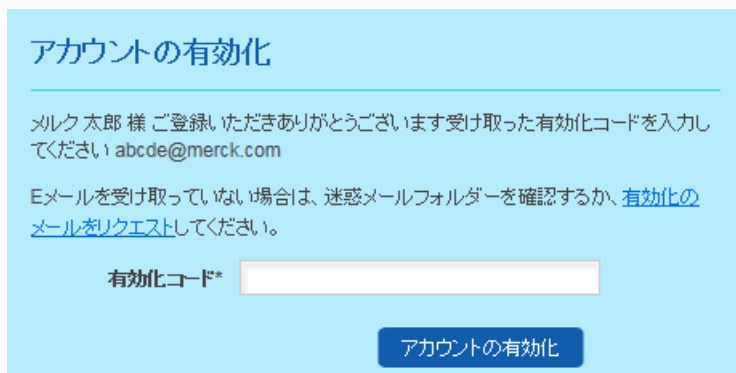 アカウントの有効化
メルク 太郎 様 ご登録いただきありがとうございます受け取った有効化コードを入力し
てください abcde@merck.com
Eメールを受け取っていない場合は、迷惑メールフォルダーを確認するか、有効化の
メールをリクエストしてください。
有効化コード*
アカウントの有効化